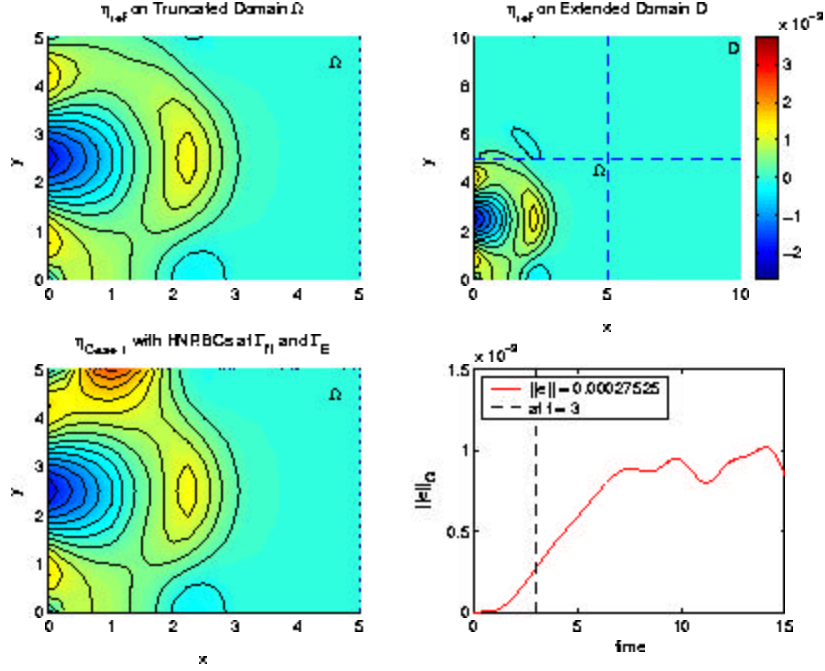 η_ref on Truncated Domain Ω
5
4
3
2
1
0
y
Ω
0 1 2 3 4 5
η_ref on Extended Domain D
10
8
6
4
2
0
y
D
Ω
0 5 10
x
× 10⁻³
3
2
1
0
−1
−2
η_Case I with HNRBCs at Γ_N and Γ_E
5
4
3
2
1
0
y
Ω
0 1 2 3 4 5
x
× 10⁻³
1.5
1
0.5
0
||e||_Ω
||e|| = 0.00027525
at t = 3
0 5 10 15
time